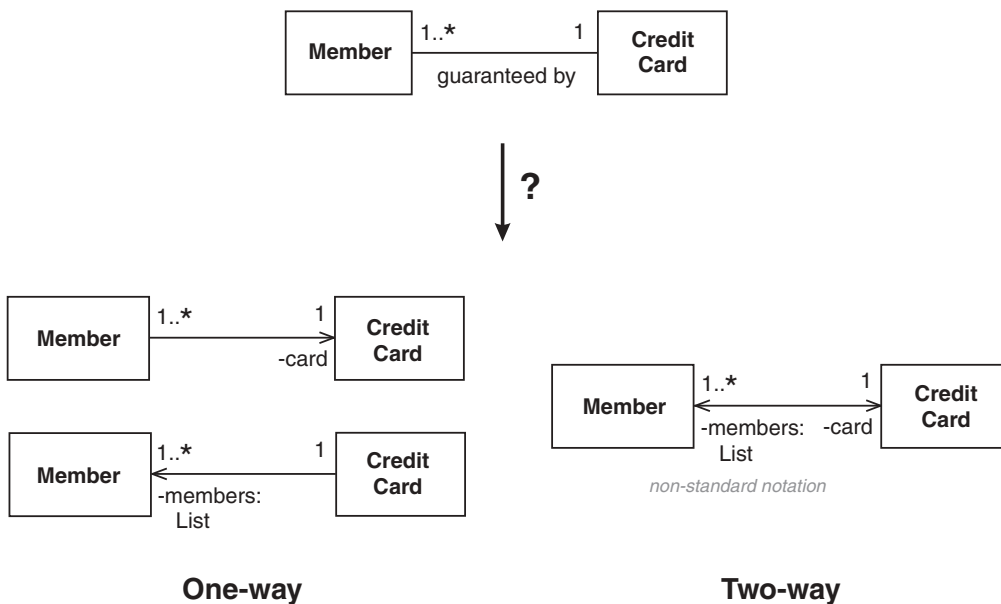 1..* 1
Member
Credit
Card
guaranteed by
?
1..* 1
Member
Credit
Card
-card
1..* 1
Member
Credit
Card
-members:
List
1..* 1
Member
Credit
Card
-members: -card
List
non-standard notation
One-way
Two-way